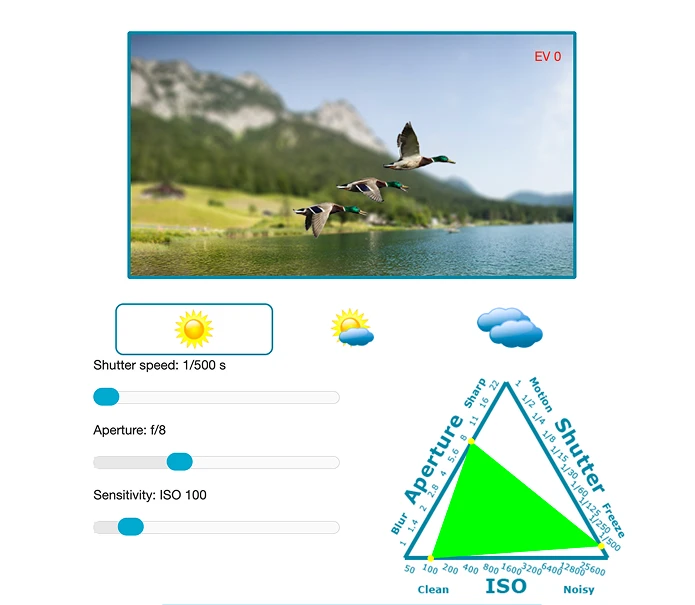 EV 0
Shutter speed: 1/500 s
Aperture: f/8
Sensitivity: ISO 100
Blur
Aperture
Sharp
1 1.4 2 2.8 4 5.6 8 11 16 22
Motion
Shutter
Freeze
1 1/2 1/4 1/8 1/15 1/30 1/60 1/125 1/250 1/500
50 100 200 400 800 1600 3200 6400 12800 25600
Clean ISO Noisy